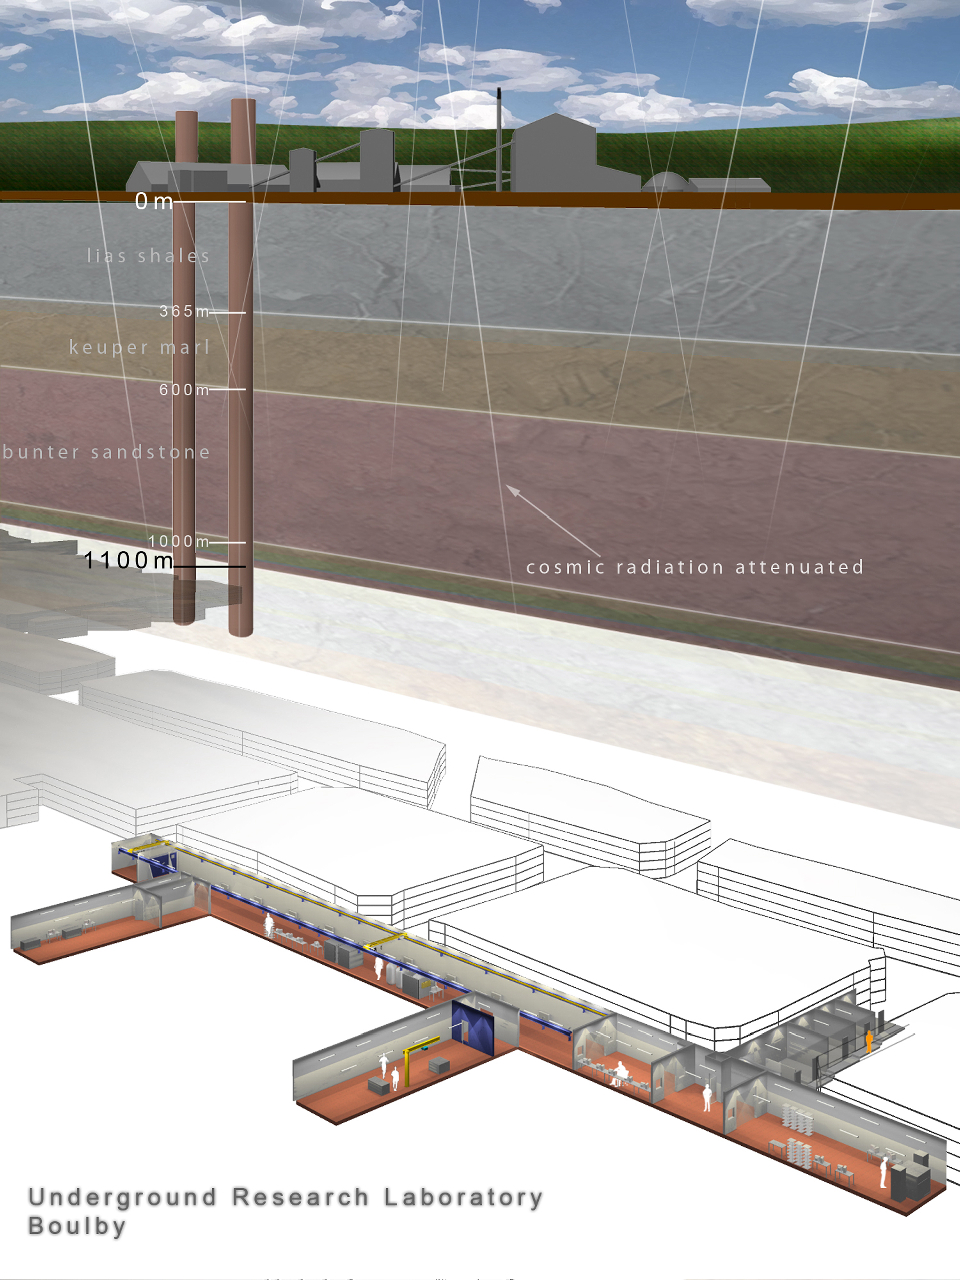 0m
lias shales
365m
keuper marl
600m
bunter sandstone
1000m
1100m
cosmic radiation attenuated
Underground Research Laboratory
Boulby